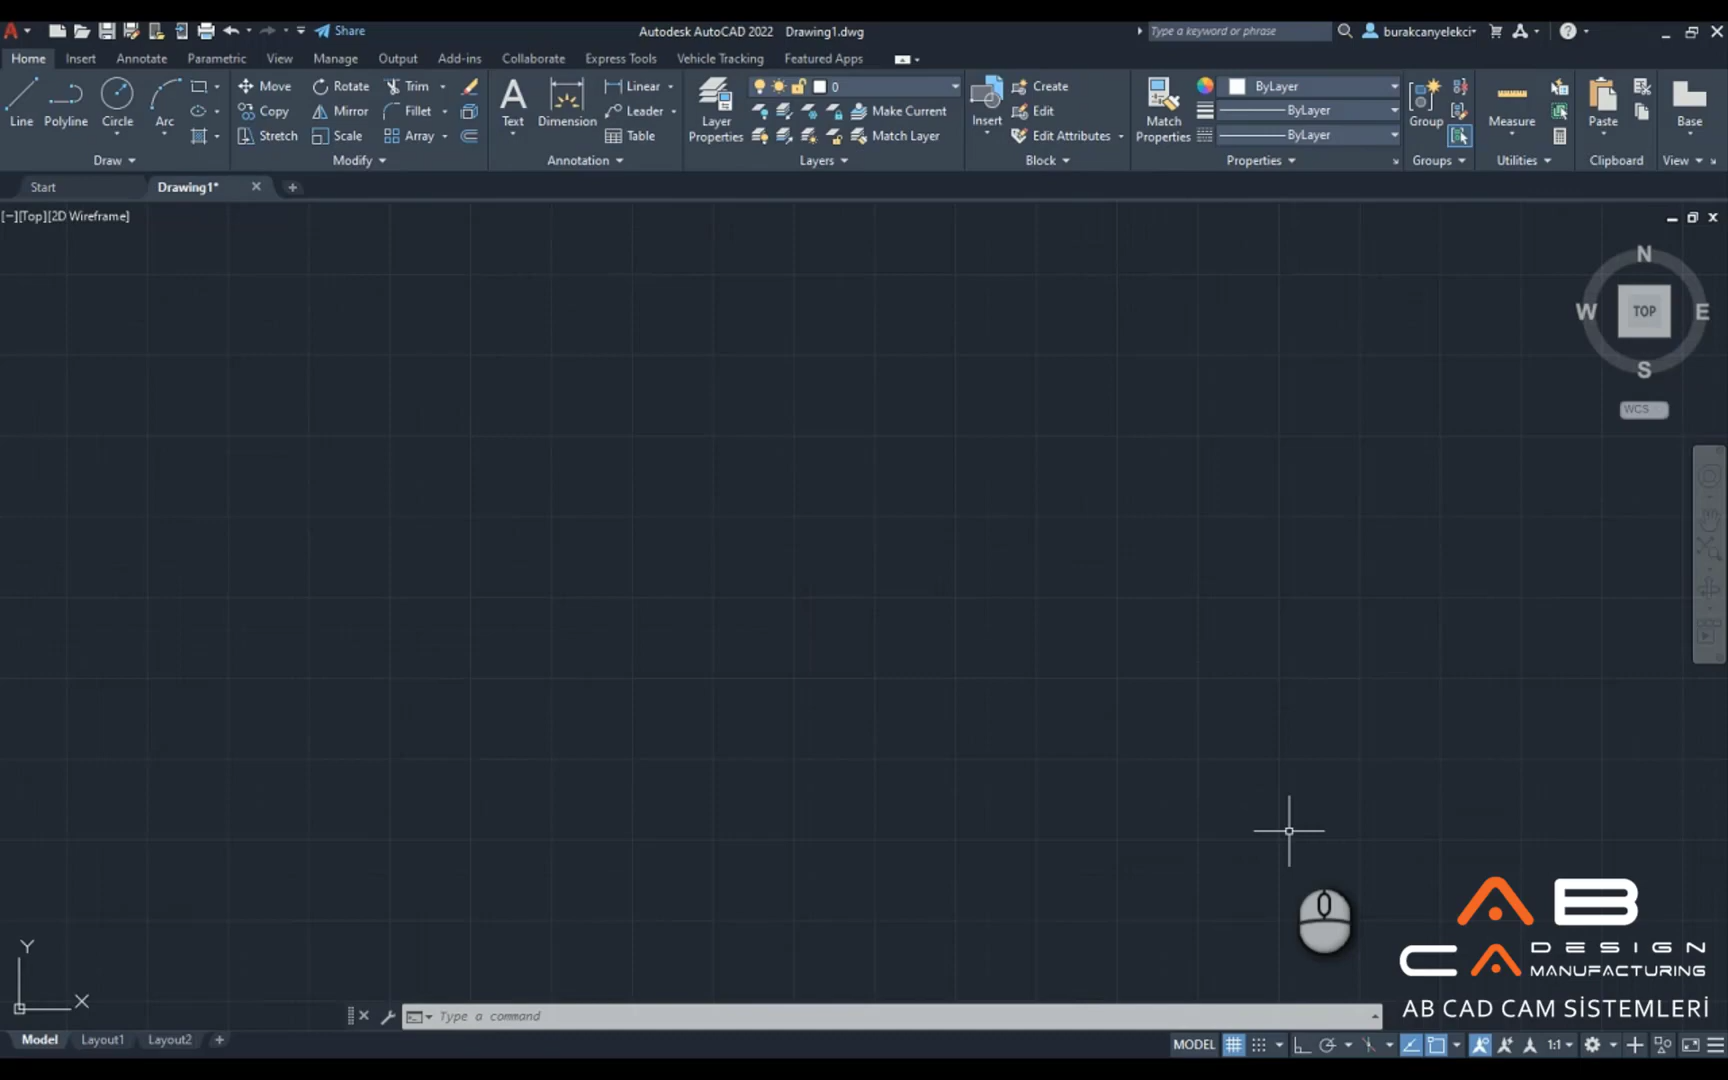 Share
Autodesk AutoCAD 2022 Drawing1.dwg
Type a keyword or phrase
burakcanyelekci
Home Insert Annotate Parametric View Manage Output Add-ins Collaborate Express Tools Vehicle Tracking Featured Apps
Line
Polyline
Circle
Arc
Draw
Move
Rotate
Trim
Copy
Mirror
Fillet
Stretch
Scale
Array
Modify
Text
Dimension
Linear
Leader
Table
Annotation
Layer
Properties
0
Make Current
Match Layer
Layers
Insert
Create
Edit
Edit Attributes
Block
Match
Properties
ByLayer
ByLayer
ByLayer
Properties
Group
Groups
Measure
Utilities
Paste
Clipboard
Base
View
Start
Drawing1*
[−][Top][2D Wireframe]
N
W
TOP
E
S
WCS
Y
X
Type a command
Model Layout1 Layout2
MODEL
1:1
AB
CA DESIGN
MANUFACTURING
AB CAD CAM SİSTEMLERİ